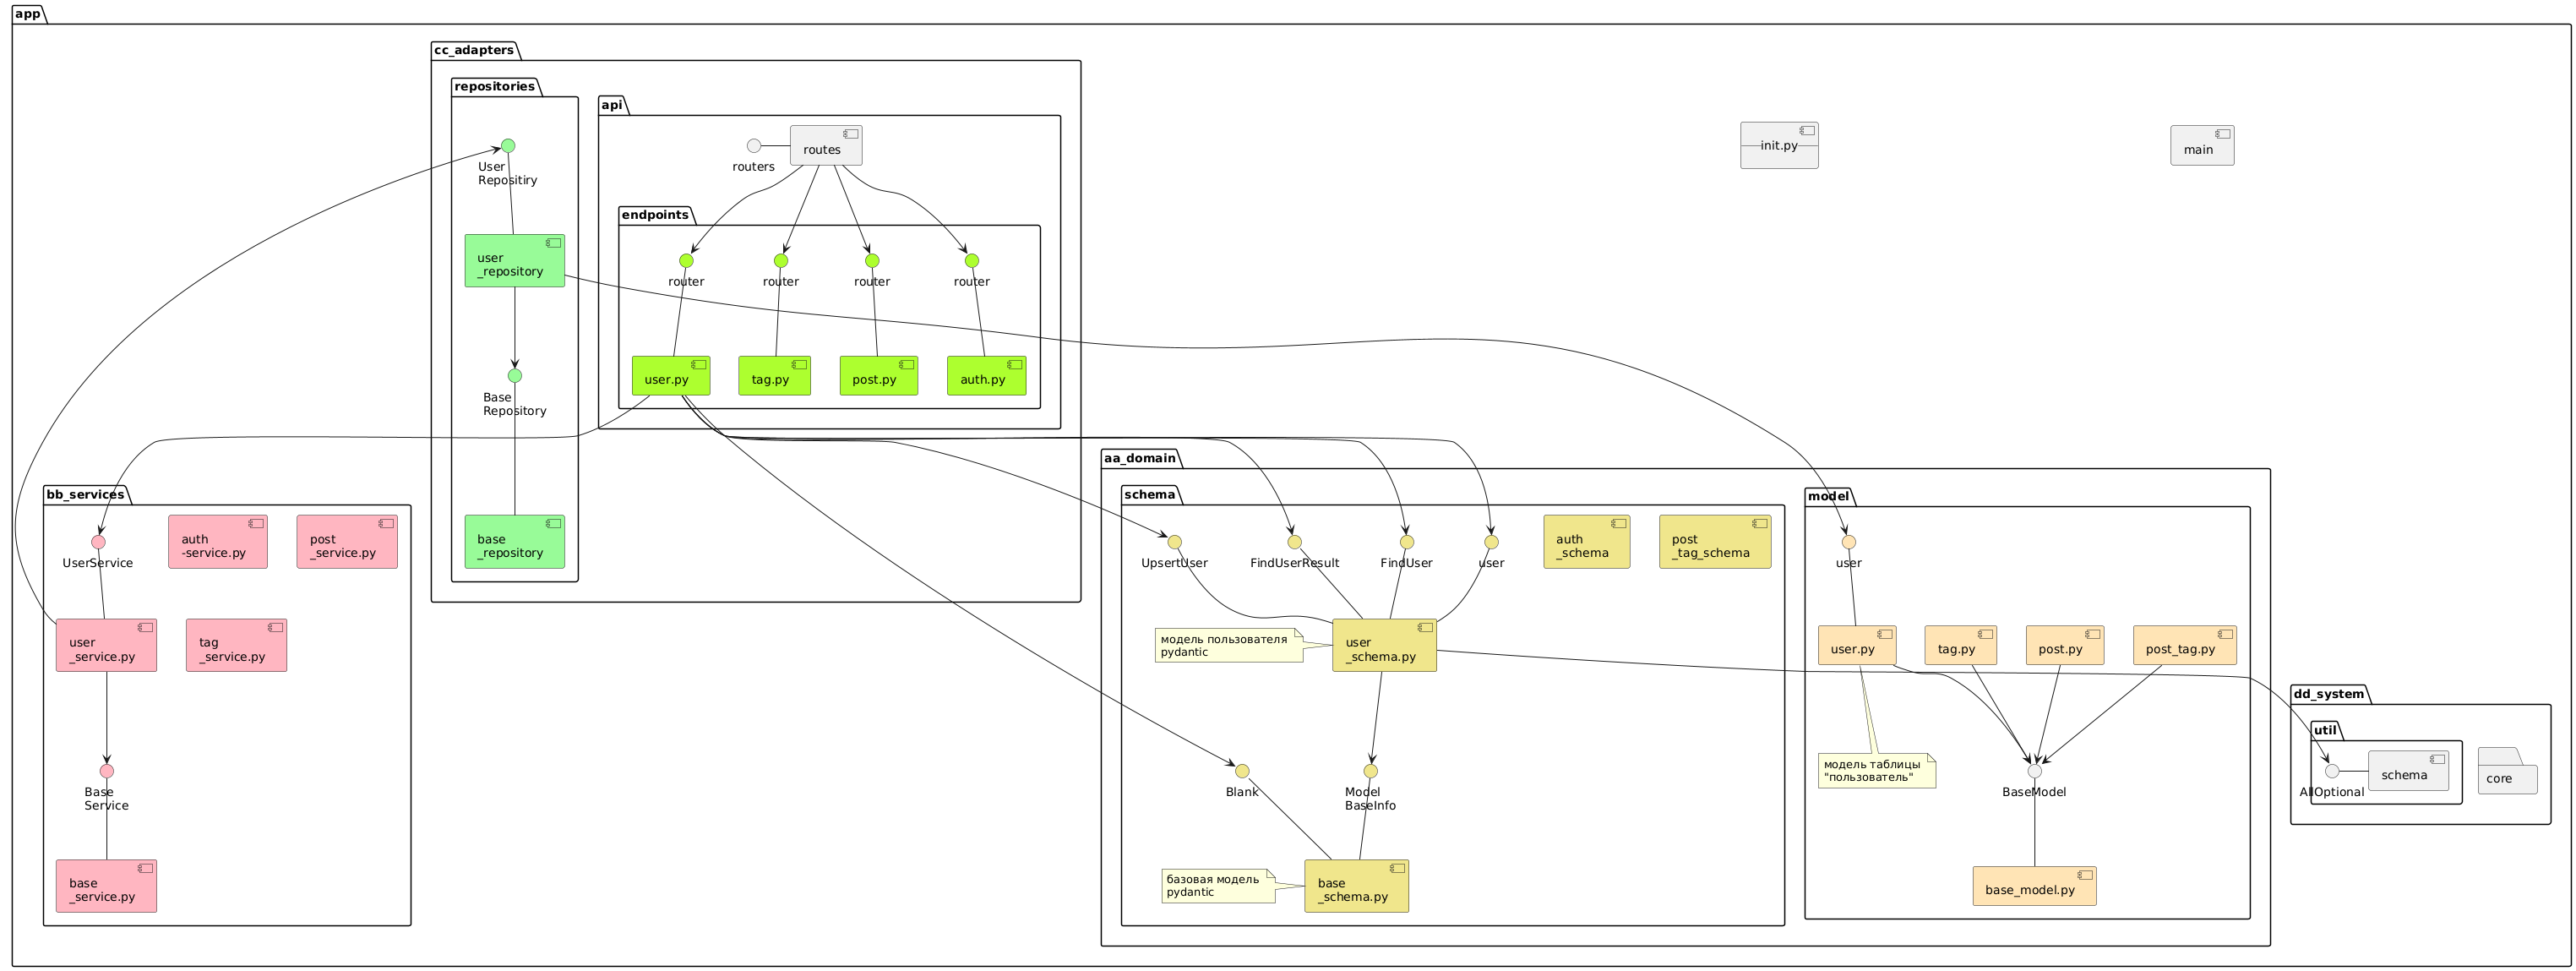 app
cc_adapters
repositories
User
Repositiry
user
_repository
Base
Repository
base
_repository
api
routers
routes
endpoints
router
router
router
router
user.py
tag.py
post.py
auth.py
init.py
main
bb_services
UserService
auth
-service.py
post
_service.py
user
_service.py
tag
_service.py
Base
Service
base
_service.py
aa_domain
schema
UpsertUser
FindUserResult
FindUser
user
auth
_schema
post
_tag_schema
модель пользователя
pydantic
user
_schema.py
Blank
Model
BaseInfo
базовая модель
pydantic
base
_schema.py
model
user
user.py
tag.py
post.py
post_tag.py
модель таблицы
"пользователь"
BaseModel
base_model.py
dd_system
util
AllOptional
schema
core